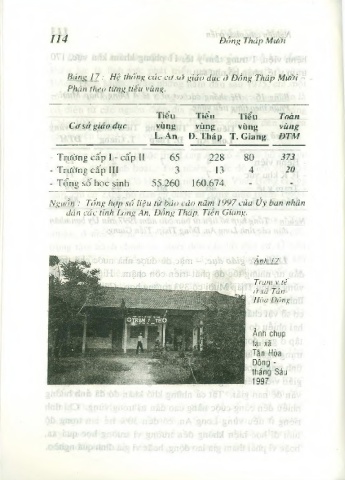 114 Đồng Tháp Mười
Bảng 17 : Hệ thống các cơ sở giáo dục ở Đồng Tháp Mười -
Phân theo từng tiểu vùng.
Cơ sở giáo dục Tiểu vùng L. An Tiểu vùng Đ. Tháp Tiểu vùng T. Giang Toàn vùng ĐTM
- Trường cấp I - cấp II 65 228 80 373
- Trường cấp III 3 13 4 20
- Tổng số học sinh 55.260 160.674 - -
Nguồn : Tổng hợp số liệu từ báo cáo năm 1997 của Ủy ban nhân
dân các tỉnh Long An, Đồng Tháp, Tiền Giang.
Ảnh 17
Trạm y tế
ở xã Tân
Hòa Đông
TRẠM Y TẾ
Ảnh chụp
tại xã
Tân Hòa
Đông -
tháng Sáu
1997